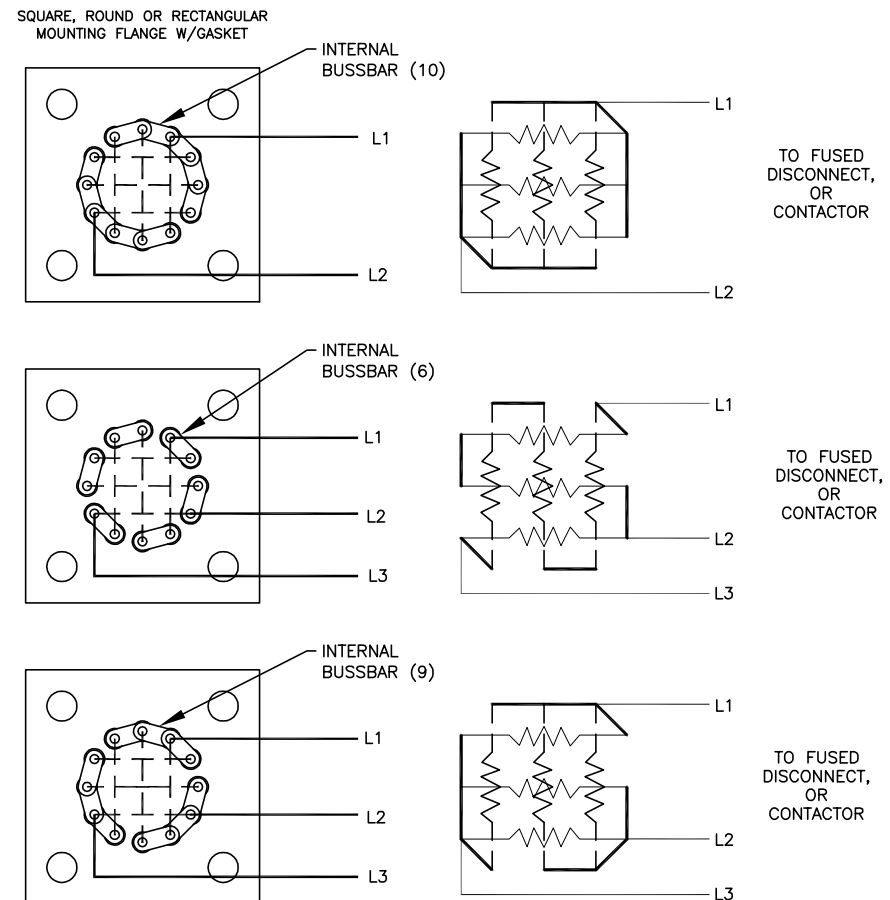 SQUARE, ROUND OR RECTANGULAR
MOUNTING FLANGE W/GASKET
INTERNAL
BUSSBAR (10)
L1
L2
L1
L2
TO FUSED
DISCONNECT,
OR
CONTACTOR
INTERNAL
BUSSBAR (6)
L1
L2
L3
L1
L2
L3
TO FUSED
DISCONNECT,
OR
CONTACTOR
INTERNAL
BUSSBAR (9)
L1
L2
L3
L1
L2
L3
TO FUSED
DISCONNECT,
OR
CONTACTOR